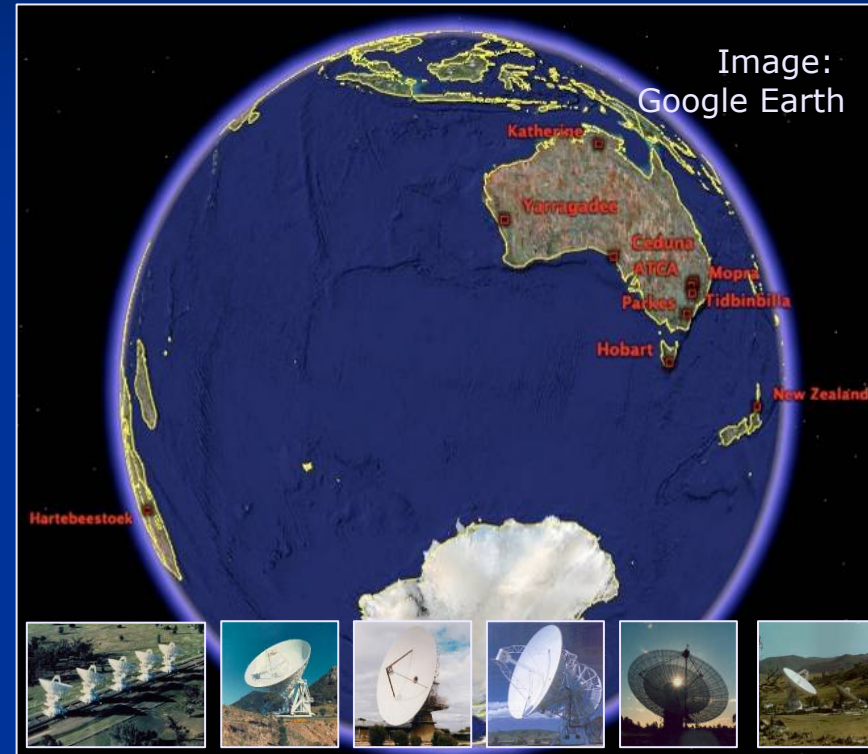 Image:
Google Earth
Katherine
Yarragadee
Ceduna
ATCA Mopra
Parkes Tidbinbilla
Hobart
New Zealand
Hartebeestoek